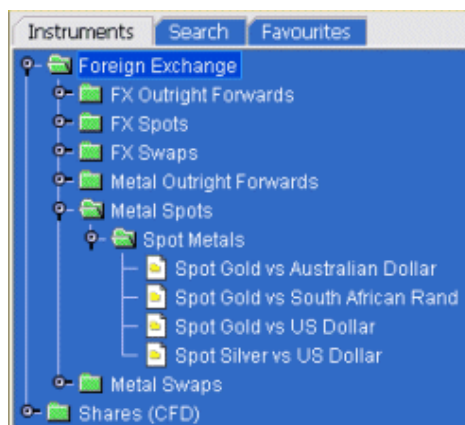 Instruments Search Favourites
Foreign Exchange
FX Outright Forwards
FX Spots
FX Swaps
Metal Outright Forwards
Metal Spots
Spot Metals
Spot Gold vs Australian Dollar
Spot Gold vs South African Rand
Spot Gold vs US Dollar
Spot Silver vs US Dollar
Metal Swaps
Shares (CFD)